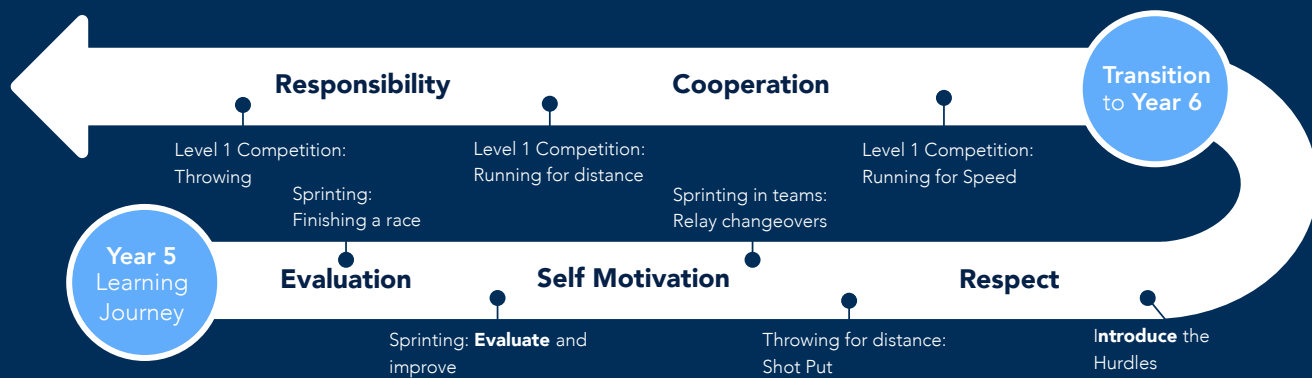 Responsibility
Cooperation
Transition
to Year 6
Level 1 Competition:
Throwing
Level 1 Competition:
Running for distance
Level 1 Competition:
Running for Speed
Sprinting:
Finishing a race
Sprinting in teams:
Relay changeovers
Year 5
Learning
Journey
Evaluation
Self Motivation
Respect
Sprinting: Evaluate and
improve
Throwing for distance:
Shot Put
Introduce the
Hurdles